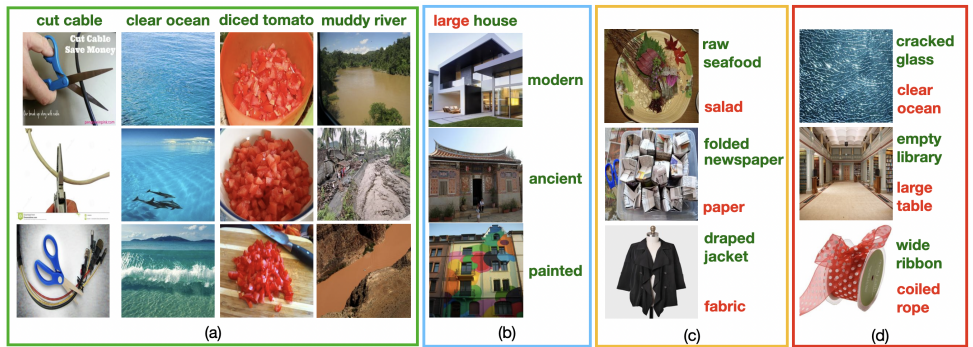 cut cable
clear ocean
diced tomato
muddy river
Cut Cable
Save Money
(a)
large house
modern
ancient
painted
(b)
raw
seafood
salad
folded
newspaper
paper
draped
jacket
fabric
(c)
cracked
glass
clear
ocean
empty
library
large
table
wide
ribbon
coiled
rope
(d)